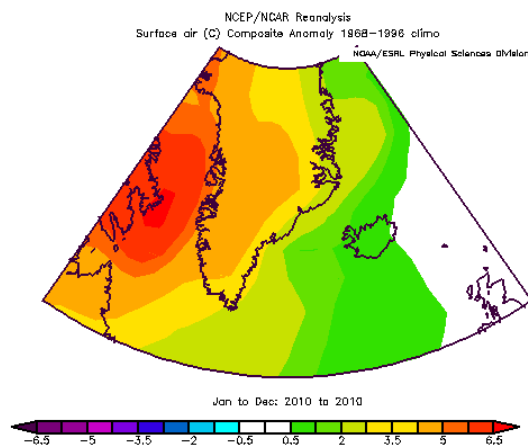 NCEP/NCAR Reanalysis
Surface air (C) Composite Anomaly 1968-1996 climo
NOAA/ESRL Physical Sciences Division
Jan to Dec: 2010 to 2010
-6.5 -5 -3.5 -2 -0.5 0.5 2 3.5 5 6.5